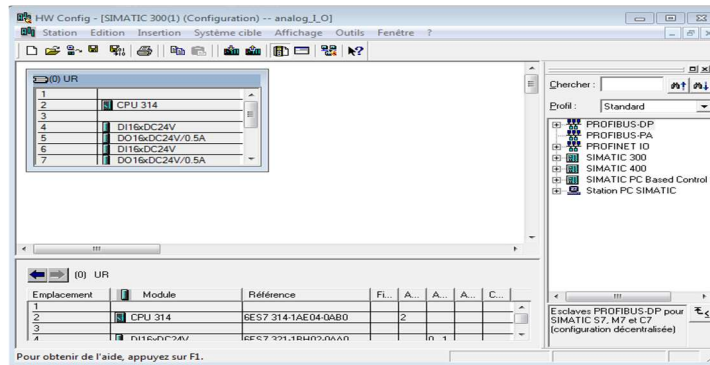 HW Config - [SIMATIC 300(1) (Configuration) -- analog_I_O]
Station Edition Insertion Système cible Affichage Outils Fenêtre ?
(0) UR
1
2 CPU 314
3
4 DI16xDC24V
5 DO16xDC24V/0.5A
6 DI16xDC24V
7 DO16xDC24V/0.5A
Chercher :
Profil : Standard
PROFIBUS-DP
PROFIBUS-PA
PROFINET IO
SIMATIC 300
SIMATIC 400
SIMATIC PC Based Control
Station PC SIMATIC
(0) UR
Emplacement Module Référence Fi... A... A... A... C...
1
2 CPU 314 6ES7 314-1AE04-0AB0 2
3
4 DI16xDC24V 6ES7 321-1BH02-0AA0 0...1
Esclaves PROFIBUS-DP pour
SIMATIC S7, M7 et C7
(configuration décentralisée)
Pour obtenir de l'aide, appuyez sur F1.